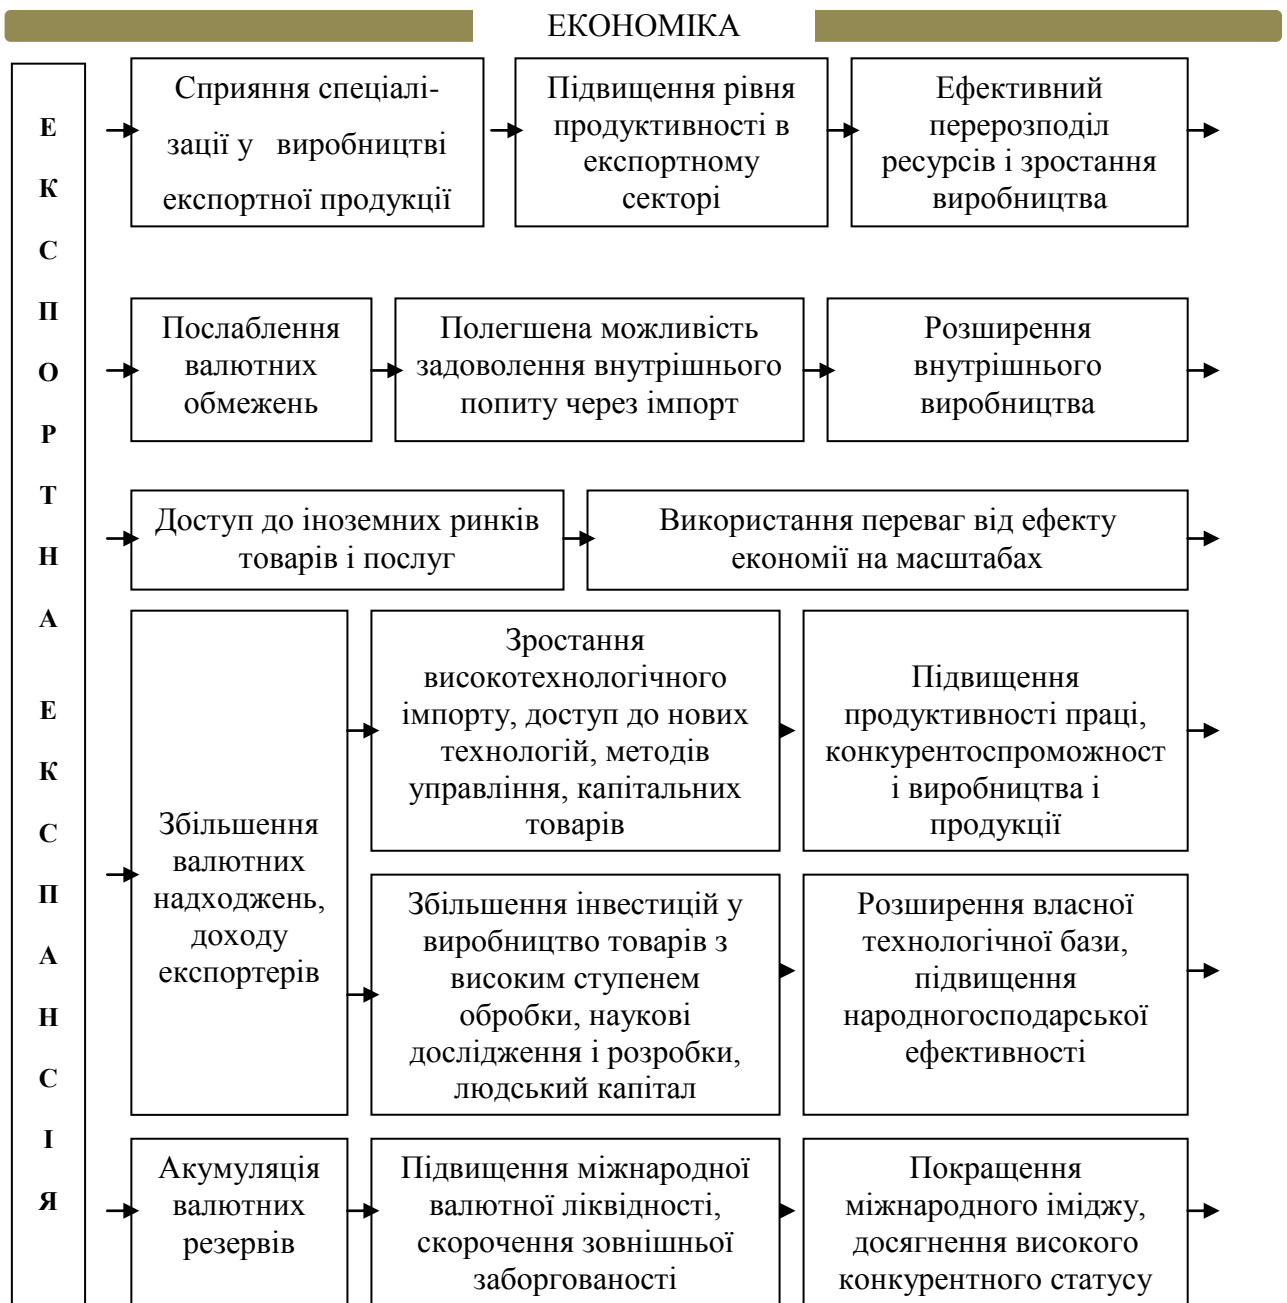 ЕКОНОМІКА
Е
К
С
П
О
Р
Т
Н
А
Е
К
С
П
А
Н
С
І
Я
Сприяння спеціалі-
зації у виробництві
експортної продукції
Підвищення рівня
продуктивності в
експортному
секторі
Ефективний
перерозподіл
ресурсів і зростання
виробництва
Послаблення
валютних
обмежень
Полегшена можливість
задоволення внутрішнього
попиту через імпорт
Розширення
внутрішнього
виробництва
Доступ до іноземних ринків
товарів і послуг
Використання переваг від ефекту
економії на масштабах
Збільшення
валютних
надходжень,
доходу
експортерів
Зростання
високотехнологічного
імпорту, доступ до нових
технологій, методів
управління, капітальних
товарів
Підвищення
продуктивності праці,
конкурентоспроможност
і виробництва і
продукції
Збільшення інвестицій у
виробництво товарів з
високим ступенем
обробки, наукові
дослідження і розробки,
людський капітал
Розширення власної
технологічної бази,
підвищення
народногосподарської
ефективності
Акумуляція
валютних
резервів
Підвищення міжнародної
валютної ліквідності,
скорочення зовнішньої
заборгованості
Покращення
міжнародного іміджу,
досягнення високого
конкурентного статусу